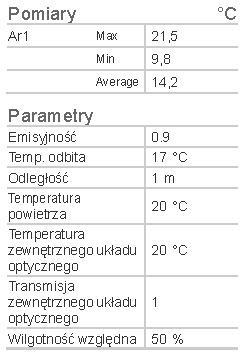 Pomiary °C
Ar1 Max 21,5
Min 9,8
Average 14,2
Parametry
Emisyjność 0.9
Temp. odbita 17 °C
Odległość 1 m
Temperatura
powietrza 20 °C
Temperatura
zewnętrznego układu 20 °C
optycznego
Transmisja
zewnętrznego układu 1
optycznego
Wilgotność względna 50 %